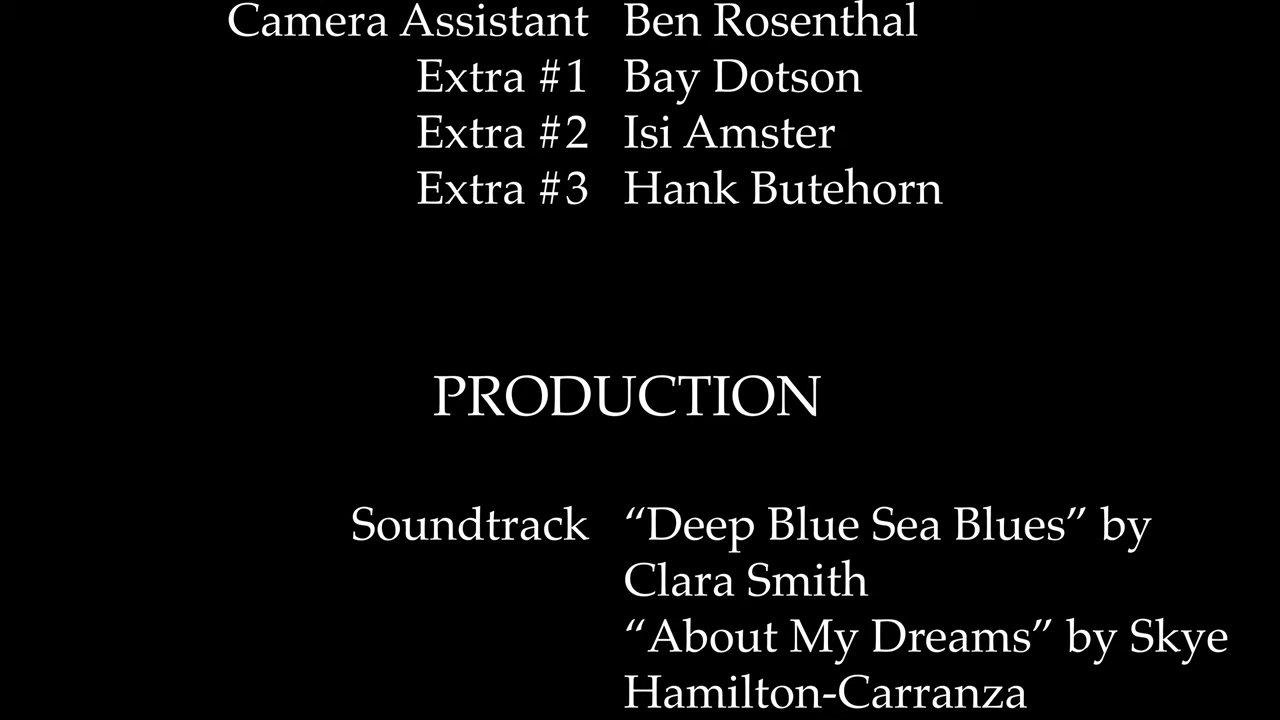 Camera Assistant Ben Rosenthal
Extra #1 Bay Dotson
Extra #2 Isi Amster
Extra #3 Hank Butehorn
PRODUCTION
Soundtrack “Deep Blue Sea Blues” by
Clara Smith
“About My Dreams” by Skye
Hamilton-Carranza